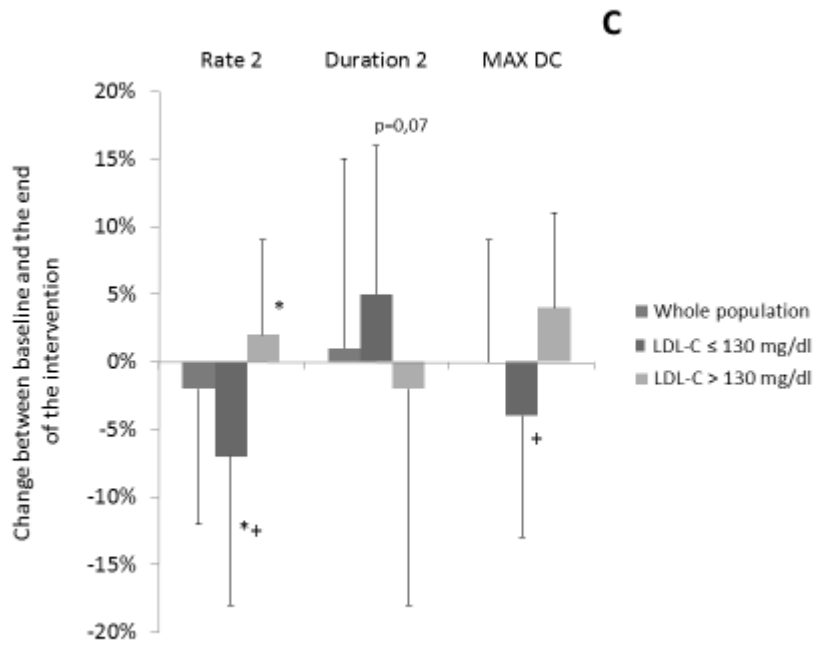 C
Rate 2 Duration 2 MAX DC
20%
15%
10%
5%
0%
-5%
-10%
-15%
-20%
Change between baseline and the end
of the intervention
p=0,07
*
*+
+
Whole population
LDL-C ≤ 130 mg/dl
LDL-C > 130 mg/dl